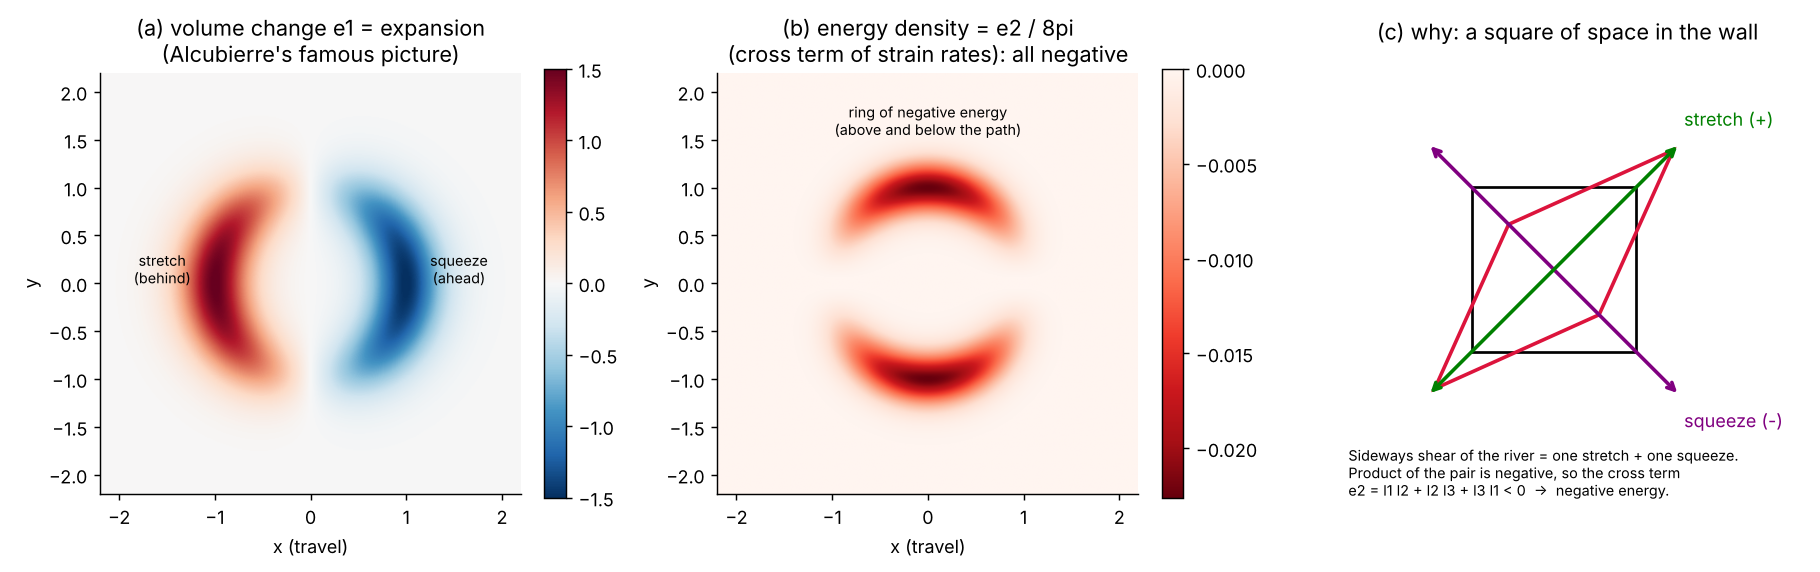 (a) volume change e1 = expansion
(Alcubierre's famous picture)
2.0
1.5
1.0
0.5
0.0
−0.5
−1.0
−1.5
−2.0
y
−2
−1
0
1
2
x (travel)
stretch
(behind)
squeeze
(ahead)
1.5
1.0
0.5
0.0
−0.5
−1.0
−1.5
(b) energy density = e2 / 8pi
(cross term of strain rates): all negative
2.0
1.5
1.0
0.5
0.0
−0.5
−1.0
−1.5
−2.0
y
−2
−1
0
1
2
x (travel)
ring of negative energy
(above and below the path)
0.000
−0.005
−0.010
−0.015
−0.020
(c) why: a square of space in the wall
stretch (+)
squeeze (-)
Sideways shear of the river = one stretch + one squeeze.
Product of the pair is negative, so the cross term
e2 = l1 l2 + l2 l3 + l3 l1 < 0 → negative energy.